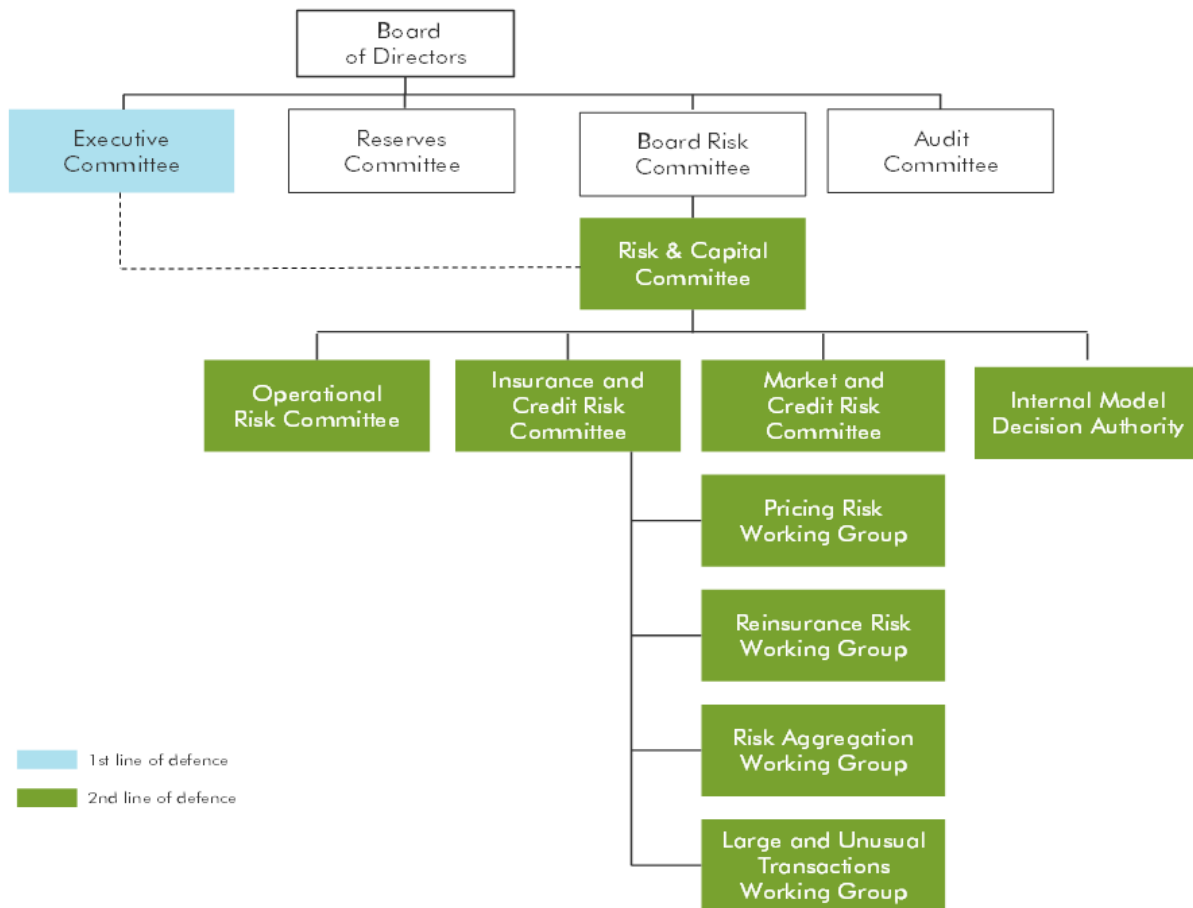 Board
of Directors
Executive
Committee
Reserves
Committee
Board Risk
Committee
Audit
Committee
Risk & Capital
Committee
Operational
Risk Committee
Insurance and
Credit Risk
Committee
Market and
Credit Risk
Committee
Internal Model
Decision Authority
Pricing Risk
Working Group
Reinsurance Risk
Working Group
Risk Aggregation
Working Group
Large and Unusual
Transactions
Working Group
1st line of defence
2nd line of defence